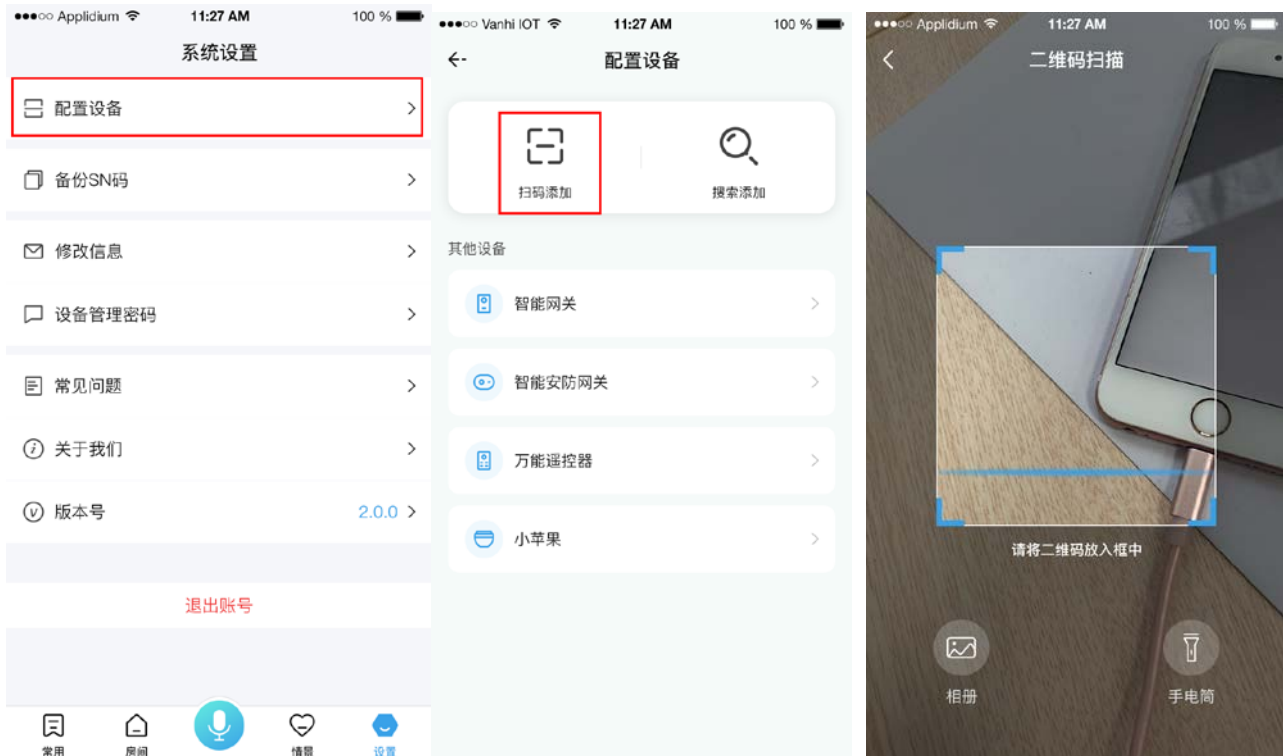 ●●●○○ Applidium 11:27 AM 100 %
系统设置
配置设备
备份SN码
修改信息
设备管理密码
常见问题
关于我们
版本号 2.0.0
退出账号
常用 房间 情景 设置
●●●○○ Vanhi IOT 11:27 AM 100 %
配置设备
扫码添加 搜索添加
其他设备
智能网关
智能安防网关
万能遥控器
小苹果
●●●○○ Applidium 11:27 AM 100 %
二维码扫描
请将二维码放入框中
相册 手电筒